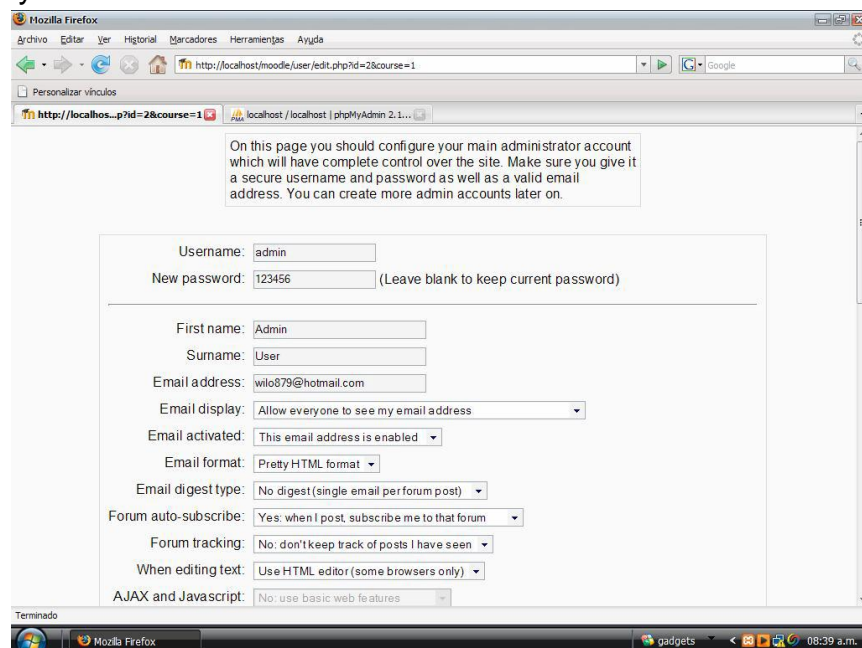 Mozilla Firefox
Archivo Editar Ver Historial Marcadores Herramientas Ayuda
http://localhost/moodle/user/edit.php?id=2&course=1
Google
Personalizar vínculos
http://localhos...p?id=2&course=1
localhost / localhost | phpMyAdmin 2.1...
On this page you should configure your main administrator account
which will have complete control over the site. Make sure you give it
a secure username and password as well as a valid email
address. You can create more admin accounts later on.
Username: admin
New password: 123456 (Leave blank to keep current password)
First name: Admin
Surname: User
Email address: wilo879@hotmail.com
Email display: Allow everyone to see my email address
Email activated: This email address is enabled
Email format: Pretty HTML format
Email digest type: No digest (single email per forum post)
Forum auto-subscribe: Yes: when I post, subscribe me to that forum
Forum tracking: No: don't keep track of posts I have seen
When editing text: Use HTML editor (some browsers only)
AJAX and Javascript: No: use basic web features
Terminado
Mozilla Firefox
gadgets
08:39 a.m.